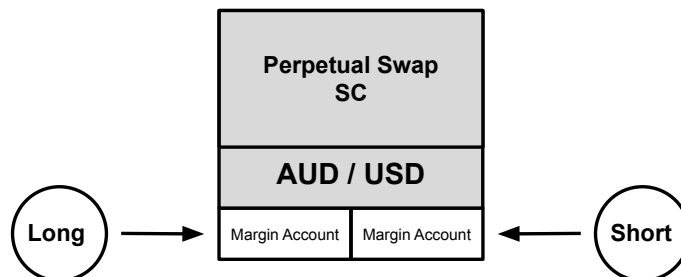 Perpetual Swap
SC
AUD / USD
Long
Margin Account
Margin Account
Short